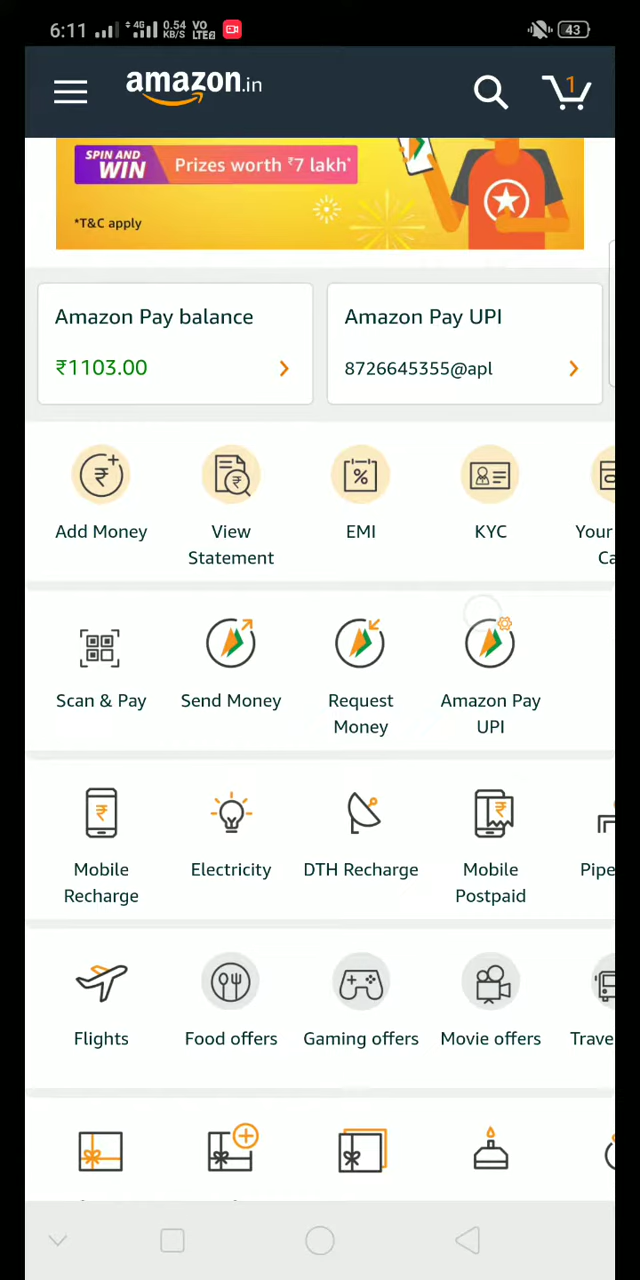 6:11 4G 0.54 KB/S VO LTE 43
amazon.in
1
SPIN AND WIN Prizes worth ₹7 lakh*
*T&C apply
Amazon Pay balance
₹1103.00
Amazon Pay UPI
8726645355@apl
Add Money
View Statement
EMI
KYC
Your
Scan & Pay
Send Money
Request Money
Amazon Pay UPI
Mobile Recharge
Electricity
DTH Recharge
Mobile Postpaid
Pipe
Flights
Food offers
Gaming offers
Movie offers
Trave